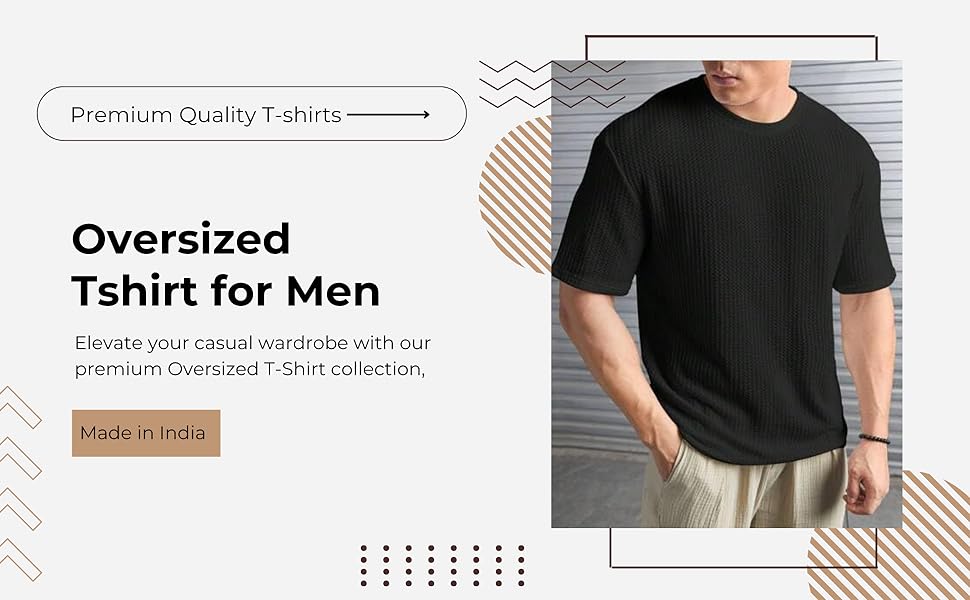 Premium Quality T-shirts
Oversized
Tshirt for Men
Elevate your casual wardrobe with our
premium Oversized T-Shirt collection,
Made in India